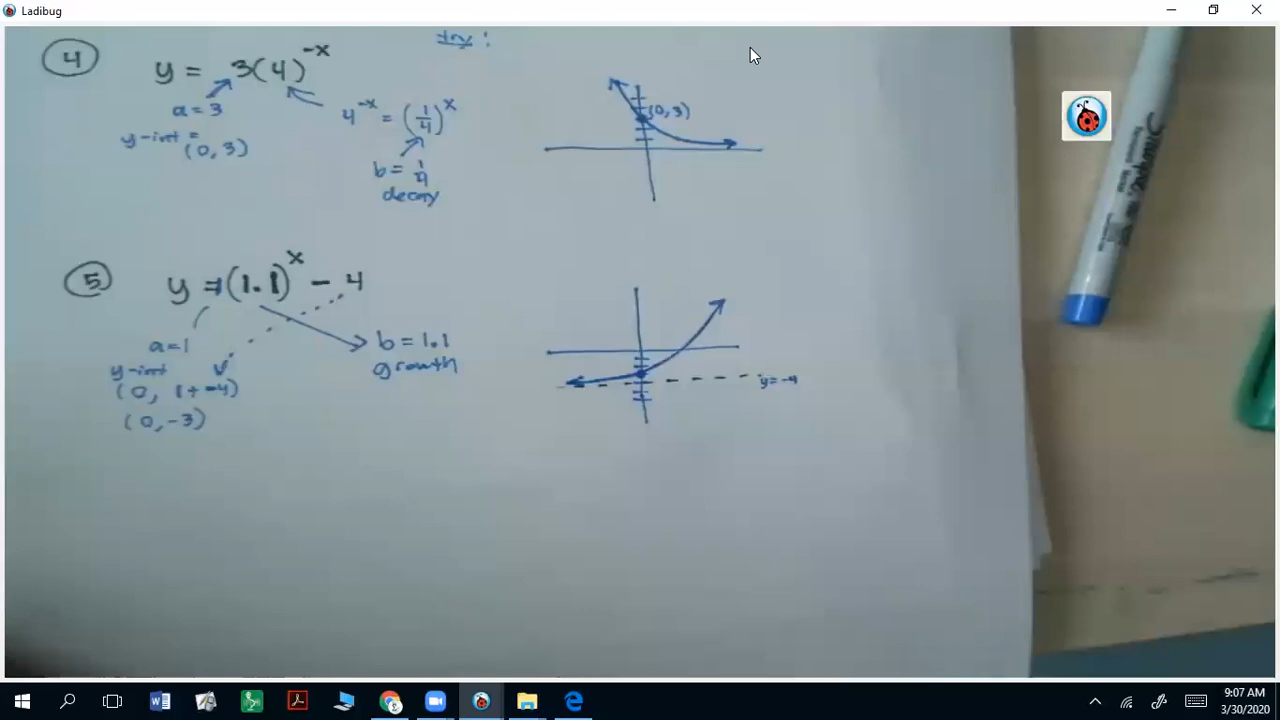 Ladibug
try:
④ y = 3(4)^-x
a = 3
4^-x = (1/4)^x
(0, 3)
y-int =
(0, 3)
b = 1/4
decay
⑤ y = 1(1.1)^x - 4
a = 1
b = 1.1
growth
y-int
(0, 1 + -4)
(0, -3)
y = -4
Sharpie
9:07 AM
3/30/2020